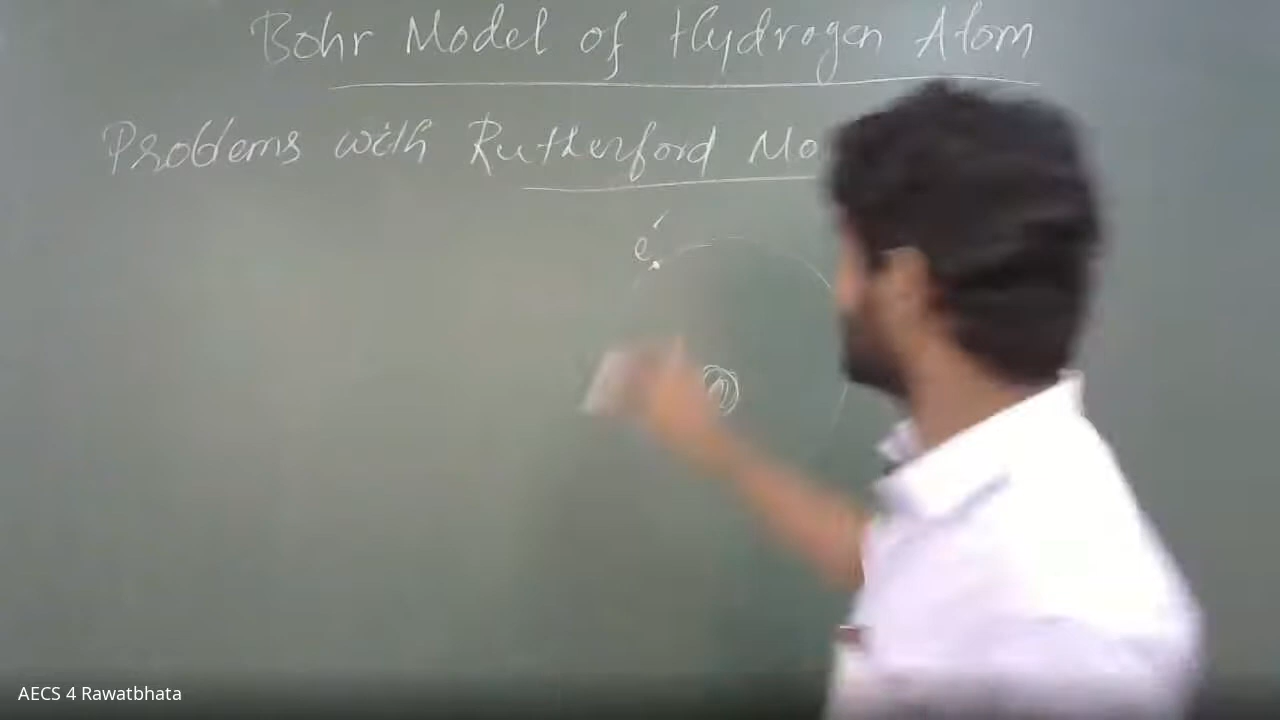 Bohr Model of Hydrogen Atom
Problems with Rutherford Mo
e-
AECS 4 Rawatbhata